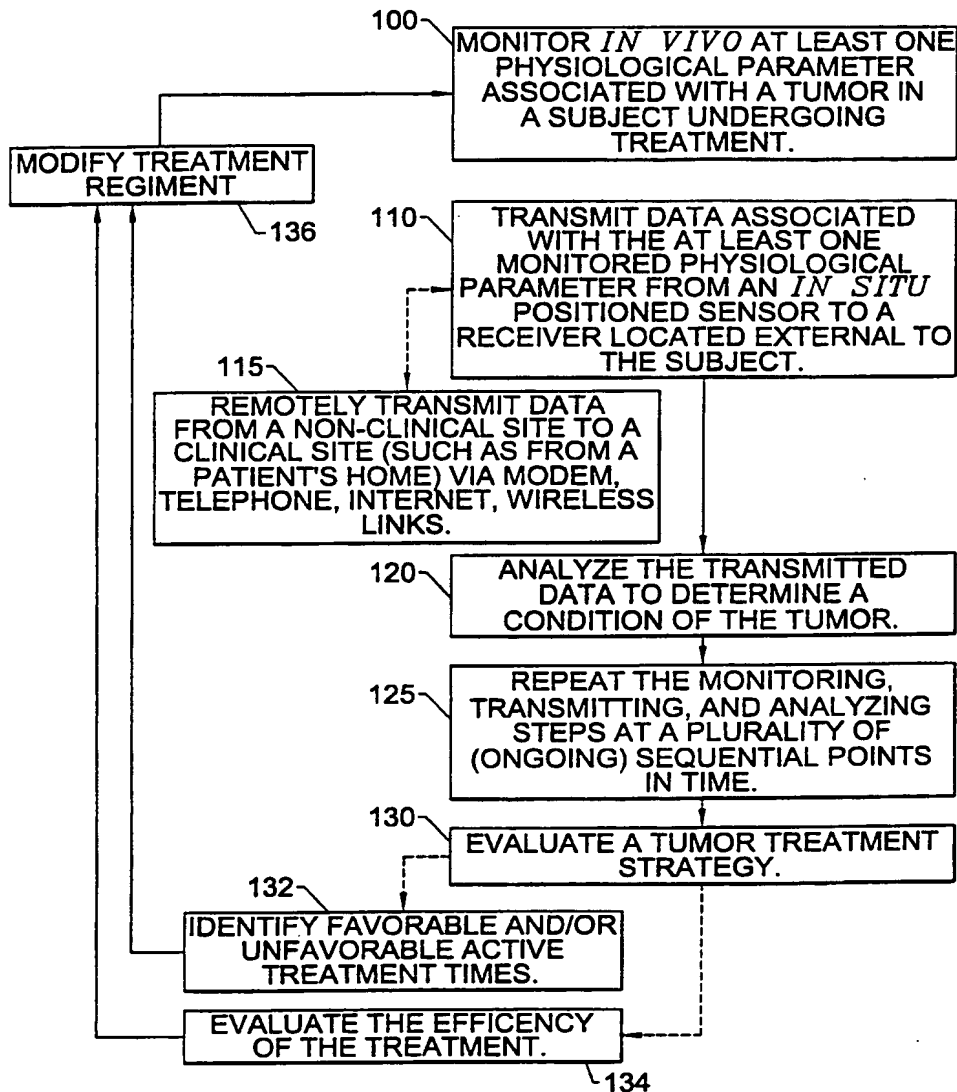 100
MONITOR IN VIVO AT LEAST ONE
PHYSIOLOGICAL PARAMETER
ASSOCIATED WITH A TUMOR IN
A SUBJECT UNDERGOING
TREATMENT.
MODIFY TREATMENT
REGIMENT
136
110
TRANSMIT DATA ASSOCIATED
WITH THE AT LEAST ONE
MONITORED PHYSIOLOGICAL
PARAMETER FROM AN IN SITU
POSITIONED SENSOR TO A
RECEIVER LOCATED EXTERNAL TO
THE SUBJECT.
115
REMOTELY TRANSMIT DATA
FROM A NON-CLINICAL SITE TO A
CLINICAL SITE (SUCH AS FROM A
PATIENT'S HOME) VIA MODEM,
TELEPHONE, INTERNET, WIRELESS
LINKS.
120
ANALYZE THE TRANSMITTED
DATA TO DETERMINE A
CONDITION OF THE TUMOR.
125
REPEAT THE MONITORING,
TRANSMITTING, AND ANALYZING
STEPS AT A PLURALITY OF
(ONGOING) SEQUENTIAL POINTS
IN TIME.
130
EVALUATE A TUMOR TREATMENT
STRATEGY.
132
IDENTIFY FAVORABLE AND/OR
UNFAVORABLE ACTIVE
TREATMENT TIMES.
EVALUATE THE EFFICENCY
OF THE TREATMENT.
134